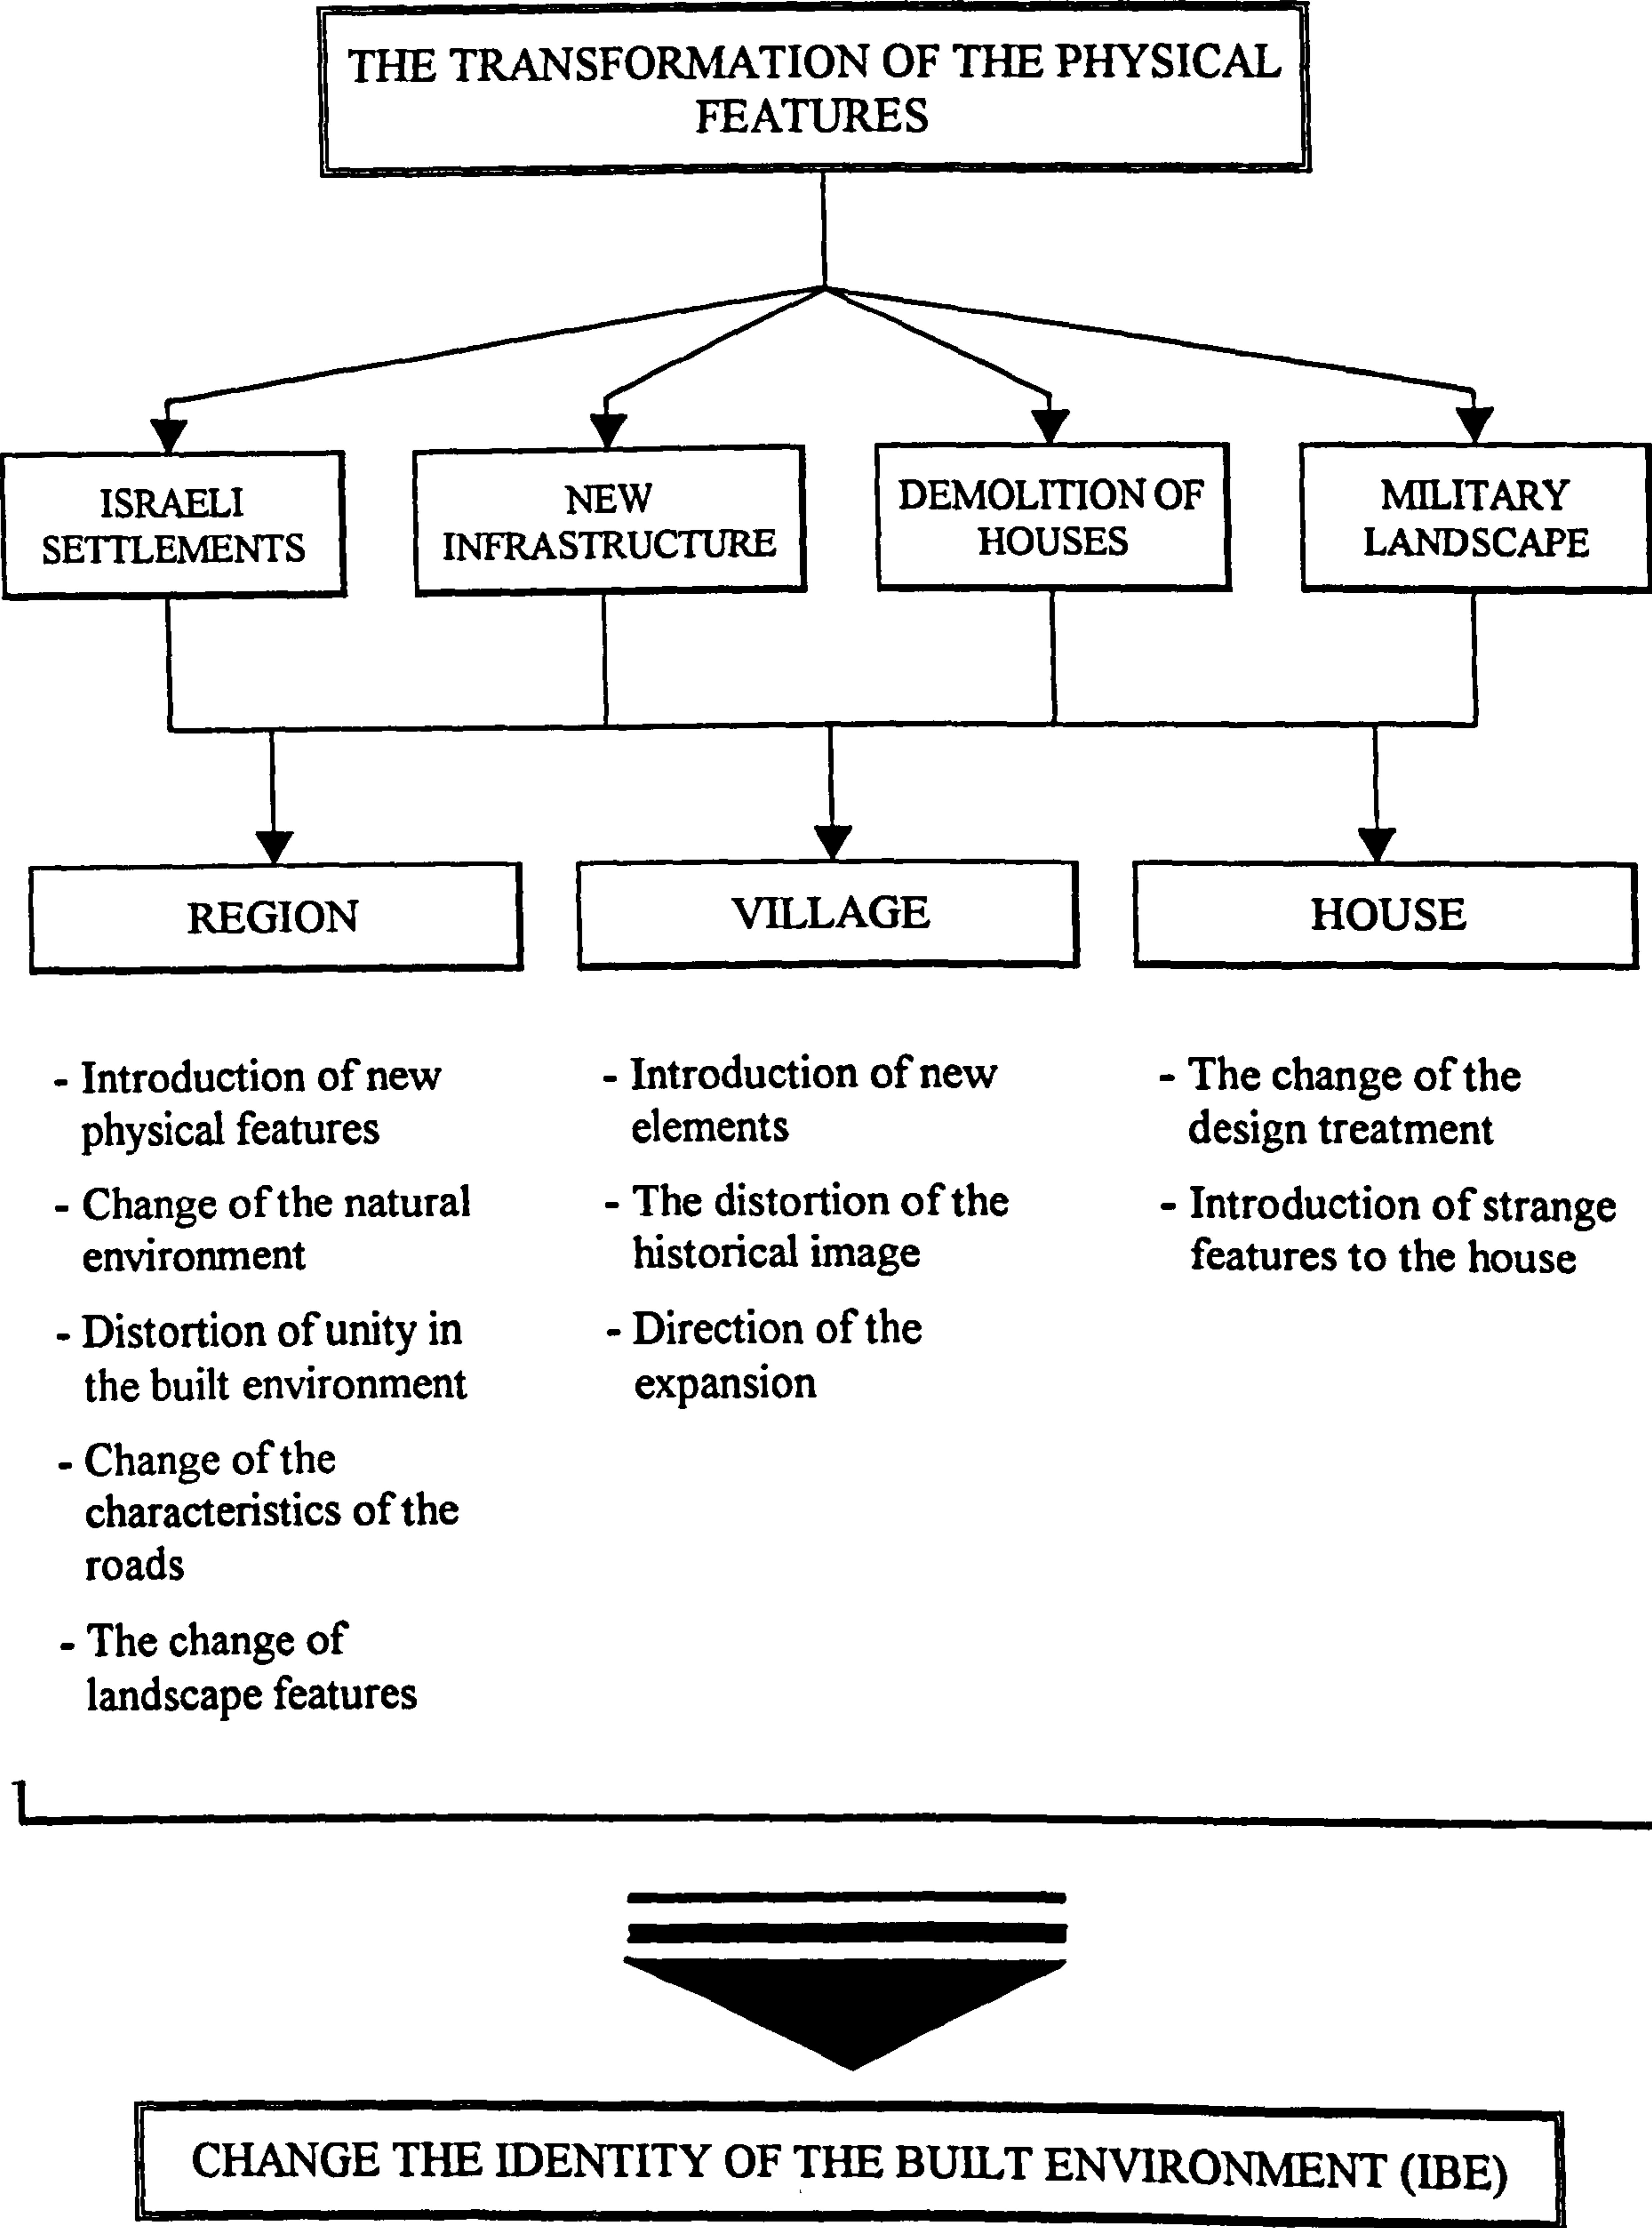 THE TRANSFORMATION OF THE PHYSICAL
FEATURES
ISRAELI
SETTLEMENTS
NEW
INFRASTRUCTURE
DEMOLITION OF
HOUSES
MILITARY
LANDSCAPE
REGION
VILLAGE
HOUSE
- Introduction of new
physical features
- Change of the natural
environment
- Distortion of unity in
the built environment
- Change of the
characteristics of the
roads
- The change of
landscape features
- Introduction of new
elements
- The distortion of the
historical image
- Direction of the
expansion
- The change of the
design treatment
- Introduction of strange
features to the house
CHANGE THE IDENTITY OF THE BUILT ENVIRONMENT (IBE)